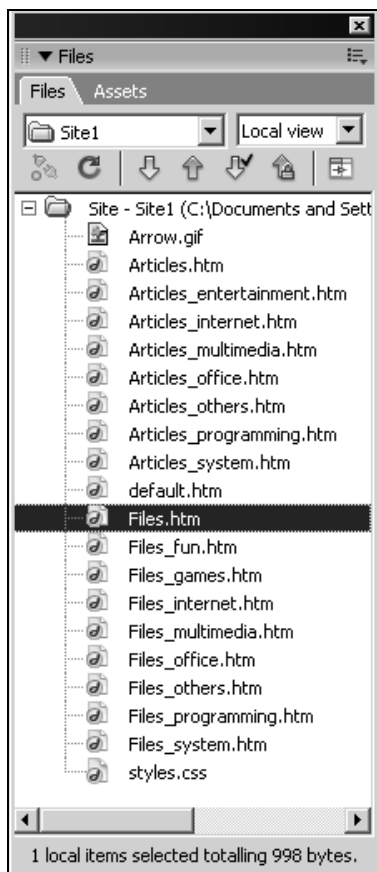 Files
Files Assets
Site1 Local view
Site - Site1 (C:\Documents and Sett
Arrow.gif
Articles.htm
Articles_entertainment.htm
Articles_internet.htm
Articles_multimedia.htm
Articles_office.htm
Articles_others.htm
Articles_programming.htm
Articles_system.htm
default.htm
Files.htm
Files_fun.htm
Files_games.htm
Files_internet.htm
Files_multimedia.htm
Files_office.htm
Files_others.htm
Files_programming.htm
Files_system.htm
styles.css
1 local items selected totalling 998 bytes.